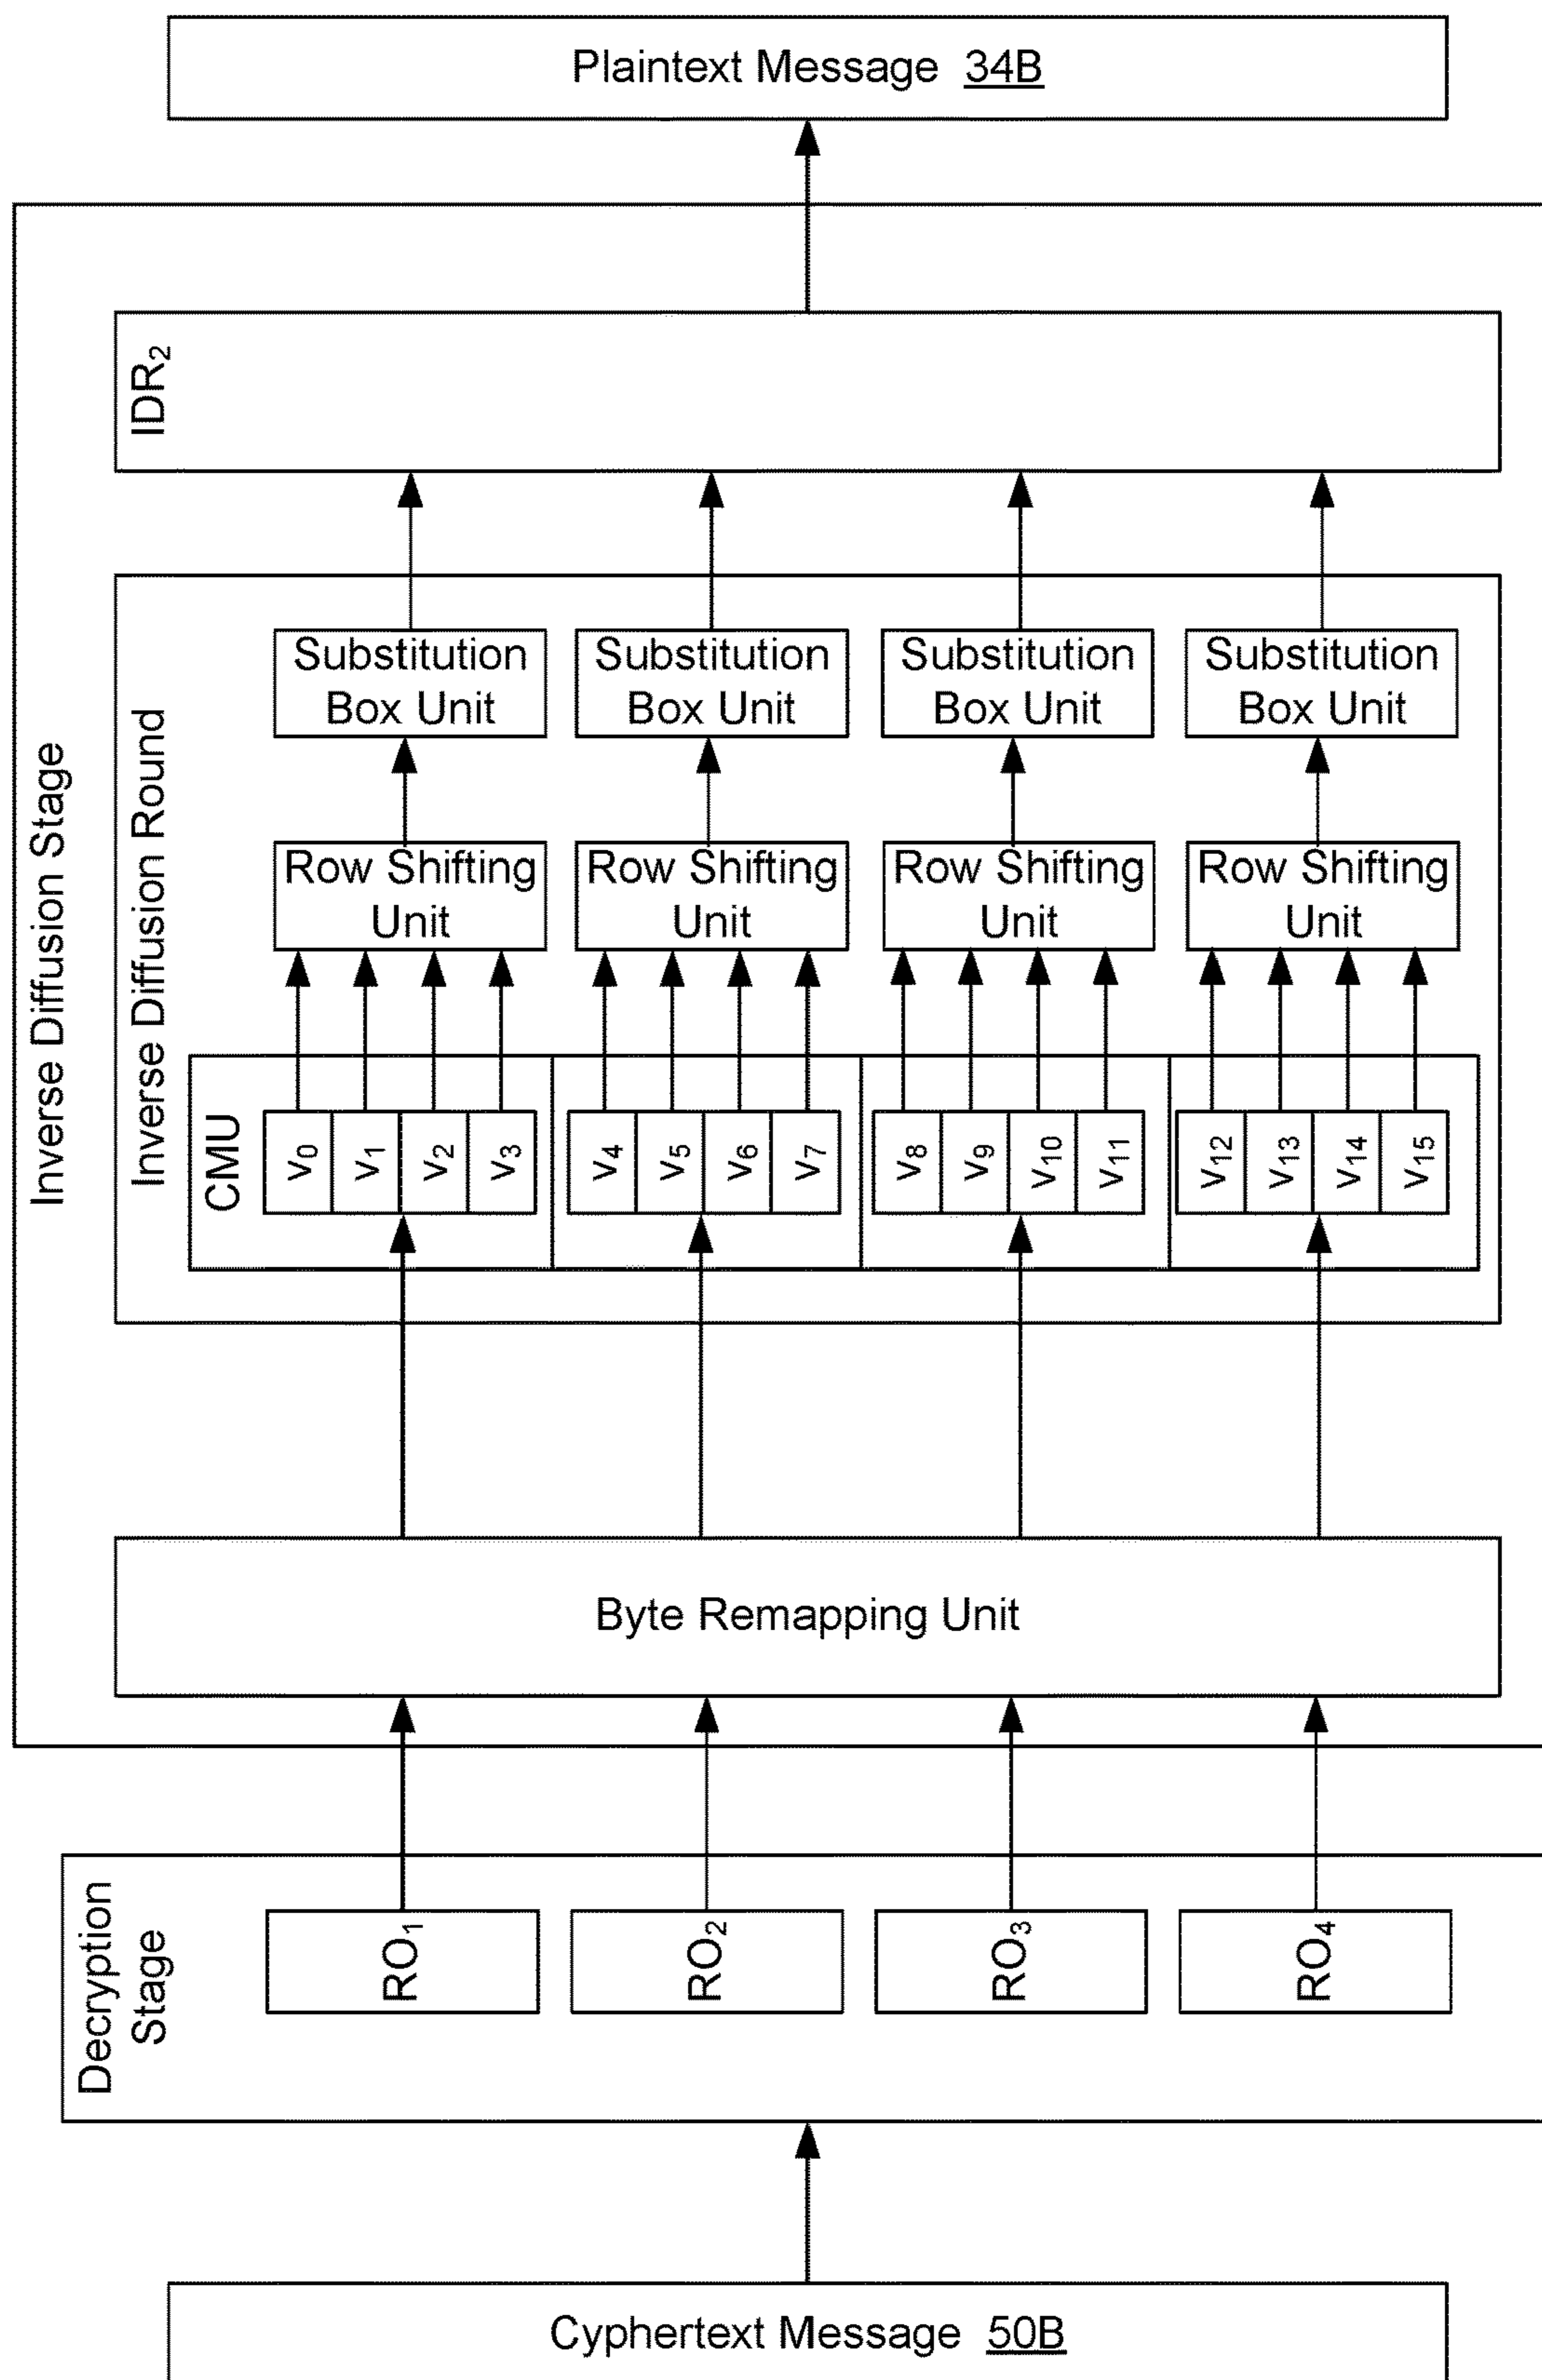 Plaintext Message 34B
Inverse Diffusion Stage
IDR₂
Inverse Diffusion Round
Substitution
Box Unit
Substitution
Box Unit
Substitution
Box Unit
Substitution
Box Unit
Row Shifting
Unit
Row Shifting
Unit
Row Shifting
Unit
Row Shifting
Unit
CMU
v₀
v₁
v₂
v₃
v₄
v₅
v₆
v₇
v₈
v₉
v₁₀
v₁₁
v₁₂
v₁₃
v₁₄
v₁₅
Byte Remapping Unit
Decryption
Stage
RO₁
RO₂
RO₃
RO₄
Cyphertext Message 50B